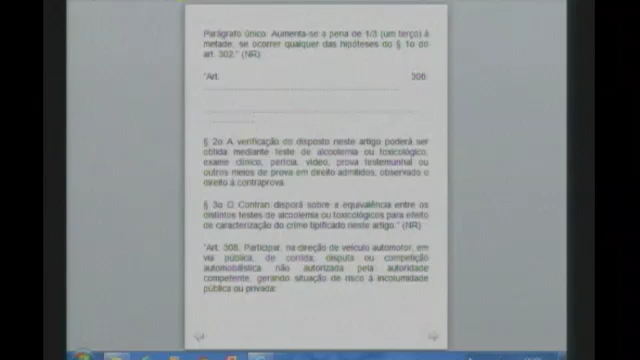 Parágrafo único. Aumenta-se a pena de 1/3 (um terço) à
metade, se ocorrer qualquer das hipóteses do § 1o do
art. 302." (NR)
"Art. 306.
§ 2o A verificação do disposto neste artigo poderá ser
obtida mediante teste de alcoolemia ou toxicológico,
exame clínico, perícia, vídeo, prova testemunhal ou
outros meios de prova em direito admitidos, observado o
direito à contraprova.
§ 3o O Contran disporá sobre a equivalência entre os
distintos testes de alcoolemia ou toxicológicos para efeito
de caracterização do crime tipificado neste artigo." (NR)
"Art. 308. Participar, na direção de veículo automotor, em
via pública, de corrida, disputa ou competição
automobilística não autorizada pela autoridade
competente, gerando situação de risco à incolumidade
pública ou privada: